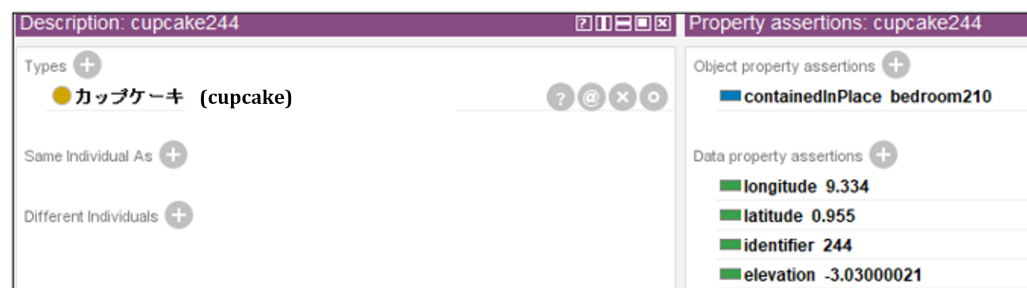 Description: cupcake244
Types
カップケーキ (cupcake)
Same Individual As
Different Individuals
Property assertions: cupcake244
Object property assertions
containedInPlace bedroom210
Data property assertions
longitude 9.334
latitude 0.955
identifier 244
elevation -3.03000021